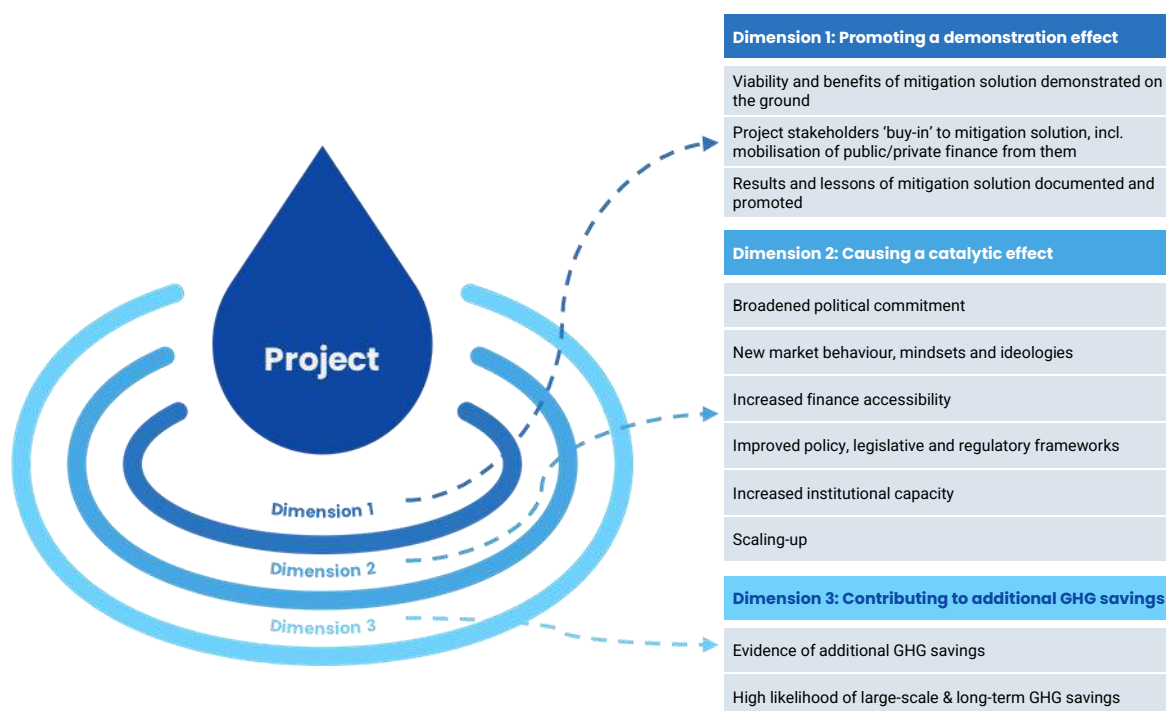 Project
Dimension 1
Dimension 2
Dimension 3
Dimension 1: Promoting a demonstration effect
Viability and benefits of mitigation solution demonstrated on
the ground
Project stakeholders ‘buy-in’ to mitigation solution, incl.
mobilisation of public/private finance from them
Results and lessons of mitigation solution documented and
promoted
Dimension 2: Causing a catalytic effect
Broadened political commitment
New market behaviour, mindsets and ideologies
Increased finance accessibility
Improved policy, legislative and regulatory frameworks
Increased institutional capacity
Scaling-up
Dimension 3: Contributing to additional GHG savings
Evidence of additional GHG savings
High likelihood of large-scale & long-term GHG savings